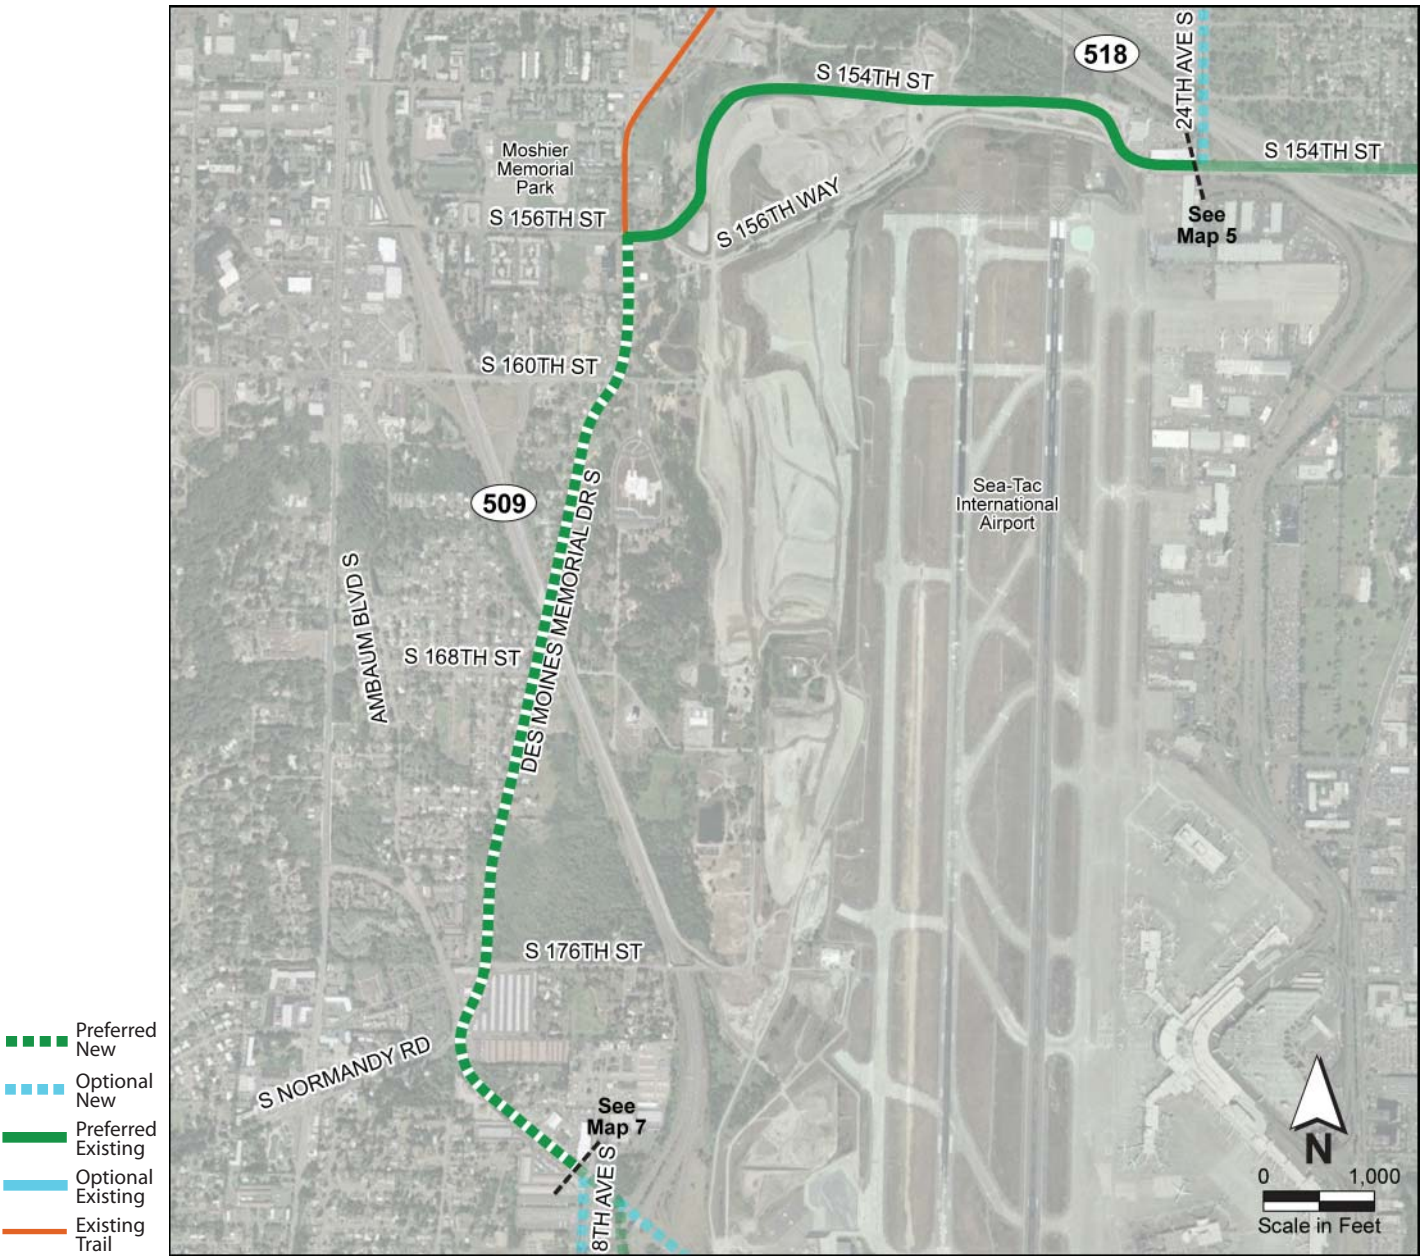 S 154TH ST
518
24TH AVE S
S 154TH ST
Moshier
Memorial
Park
S 156TH ST
S 156TH WAY
See
Map 5
S 160TH ST
509
DES MOINES MEMORIAL DR S
Sea-Tac
International
Airport
AMBAUM BLVD S
S 168TH ST
S 176TH ST
S NORMANDY RD
See
Map 7
8TH AVE S
Preferred
New
Optional
New
Preferred
Existing
Optional
Existing
Existing
Trail
N
0 1,000
Scale in Feet